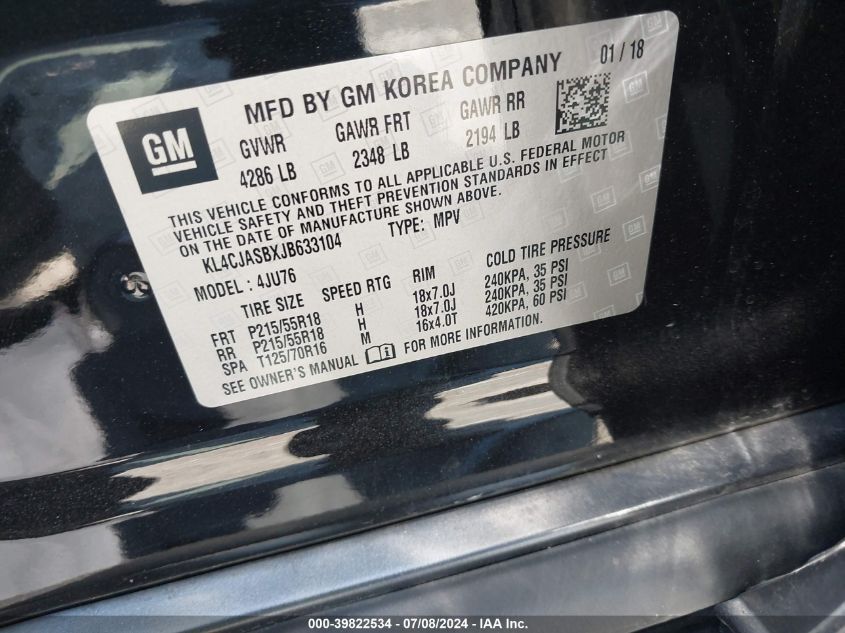 MFD BY GM KOREA COMPANY 01 / 18
GM
GVWR GAWR FRT GAWR RR
4286 LB 2348 LB 2194 LB
THIS VEHICLE CONFORMS TO ALL APPLICABLE U.S. FEDERAL MOTOR
VEHICLE SAFETY AND THEFT PREVENTION STANDARDS IN EFFECT
ON THE DATE OF MANUFACTURE SHOWN ABOVE.
KL4CJASBXJB633104 TYPE: MPV
MODEL: 4JU76
TIRE SIZE SPEED RTG RIM COLD TIRE PRESSURE
FRT P215/55R18 H 18x7.0J 240KPA, 35 PSI
RR P215/55R18 H 18x7.0J 240KPA, 35 PSI
SPA T125/70R16 M 16x4.0T 420KPA, 60 PSI
SEE OWNER'S MANUAL FOR MORE INFORMATION.
000-39822534 - 07/08/2024 - IAA Inc.